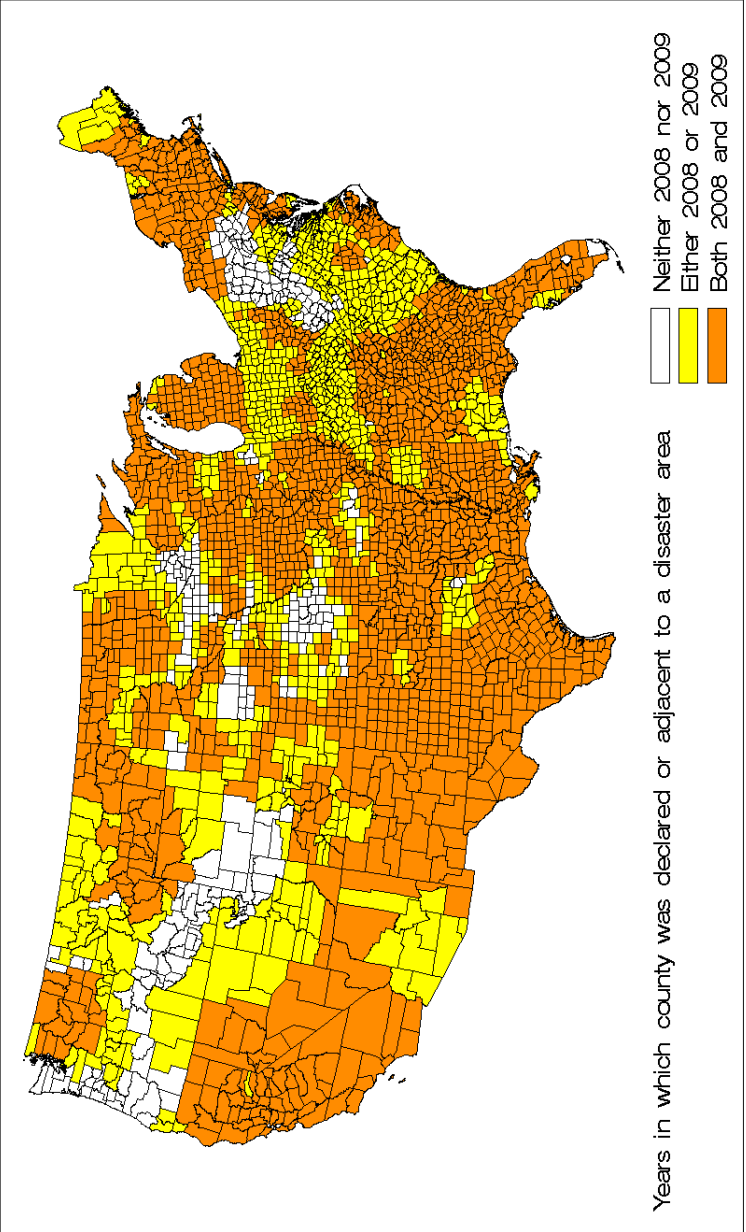 Years in which county was declared or adjacent to a disaster area
Neither 2008 nor 2009
Either 2008 or 2009
Both 2008 and 2009